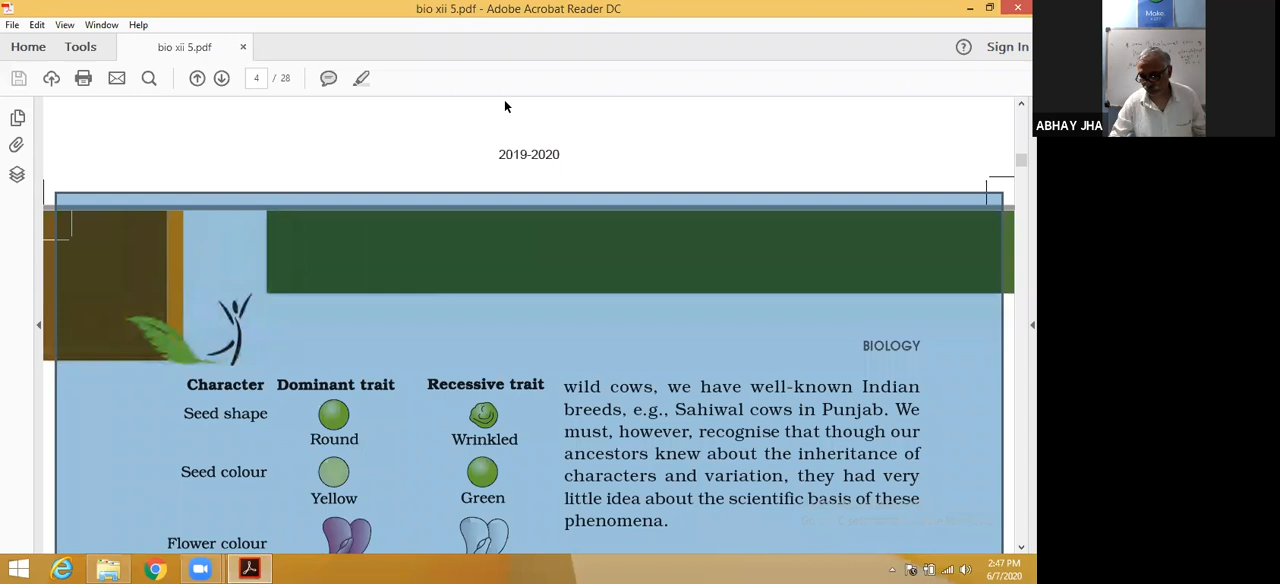 bio xii 5.pdf - Adobe Acrobat Reader DC
File Edit View Window Help
Home Tools bio xii 5.pdf × Sign In
4 / 28
2019-2020
BIOLOGY
Character Dominant trait Recessive trait
Seed shape
Round Wrinkled
Seed colour
Yellow Green
Flower colour
wild cows, we have well-known Indian
breeds, e.g., Sahiwal cows in Punjab. We
must, however, recognise that though our
ancestors knew about the inheritance of
characters and variation, they had very
little idea about the scientific basis of these
phenomena.
Make
ABHAY JHA
2:47 PM
6/7/2020